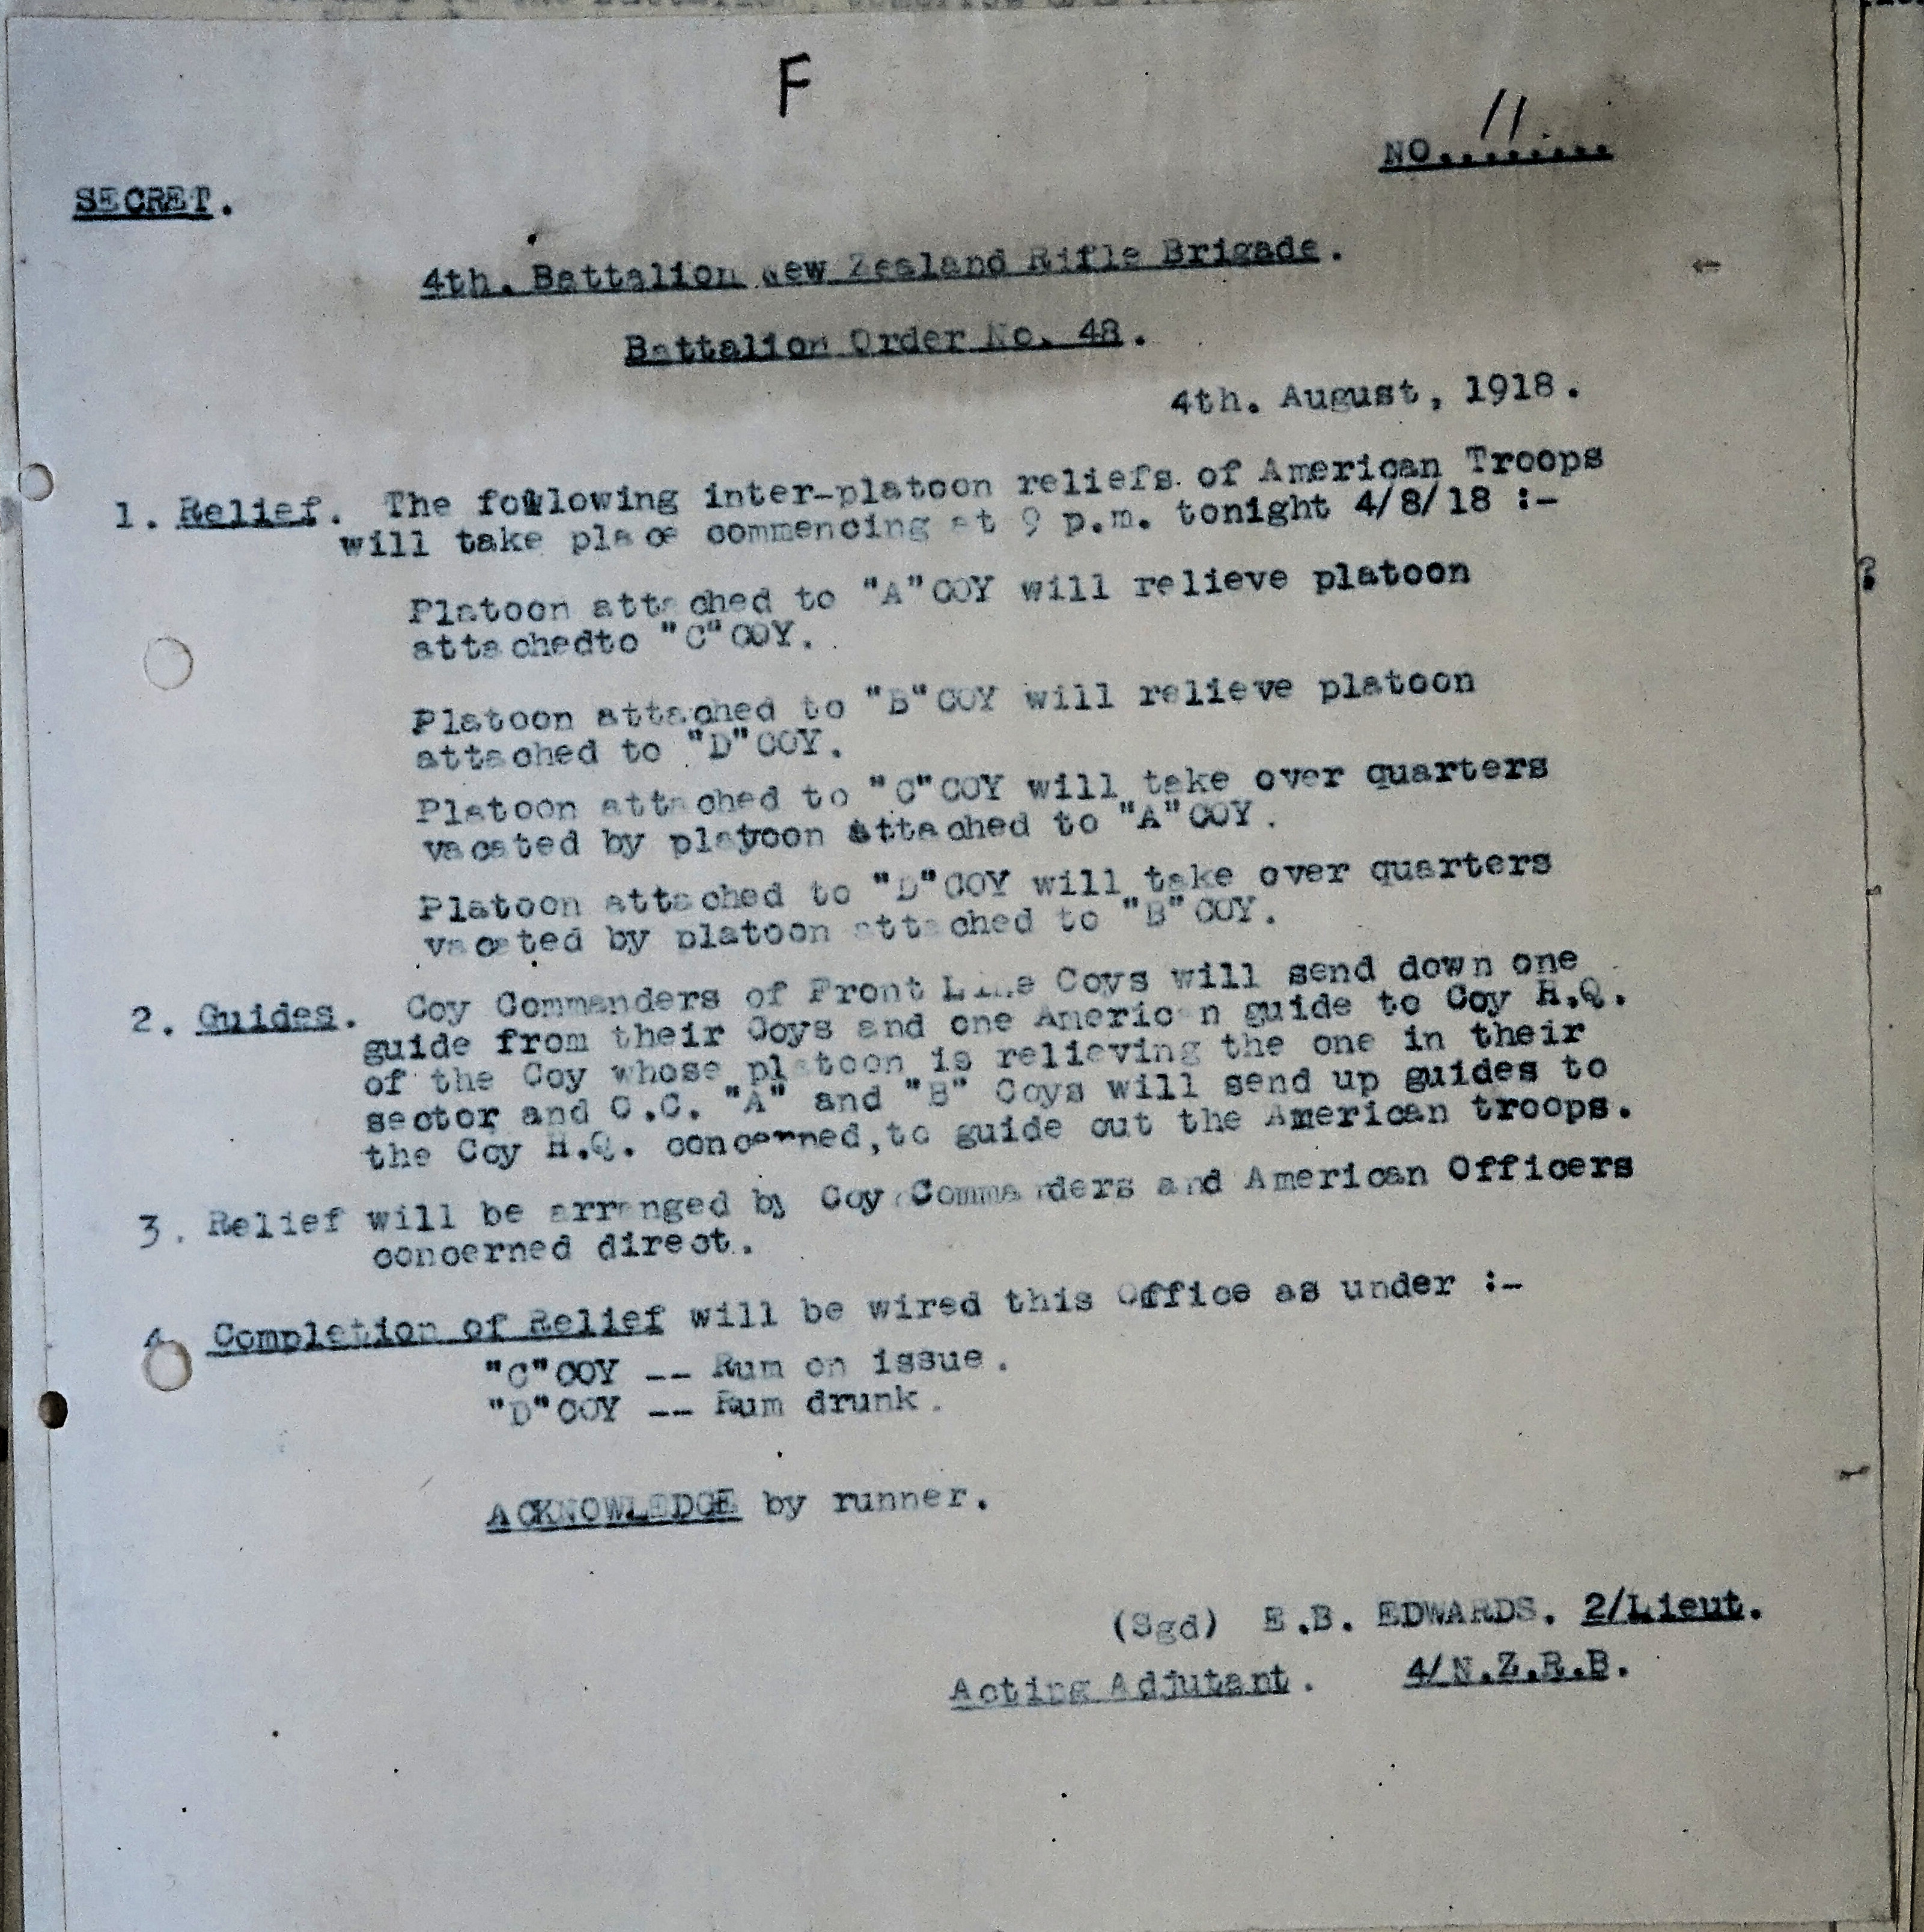 F
NO. 11.
SECRET.
4th. Battalion New Zealand Rifle Brigade.
Battalion Order No. 48.
4th. August, 1918.
1. Relief. The following inter-platoon reliefs of American Troops
will take place commencing at 9 p.m. tonight 4/8/18 :-
Platoon attached to "A"COY will relieve platoon
attachedto "C"COY.
Platoon attached to "B"COY will relieve platoon
attached to "D"COY.
Platoon attached to "C"COY will take over quarters
vacated by platoon attached to "A"COY.
Platoon attached to "D"COY will take over quarters
vacated by platoon attached to "B"COY.
2. Guides. Coy Commanders of Front Line Coys will send down one
guide from their Coys and one American guide to Coy H.Q.
of the Coy whose platoon is relieving the one in their
sector and O.C. "A" and "B" Coys will send up guides to
the Coy H.Q. concerned,to guide out the American troops.
3. Relief will be arranged by Coy Commanders and American Officers
concerned direct.
4. Completion of Relief will be wired this Office as under :-
"C"COY -- Rum on issue.
"D"COY -- Rum drunk.
ACKNOWLEDGE by runner.
(Sgd) E.B. EDWARDS. 2/Lieut.
Acting Adjutant. 4/N.Z.R.B.